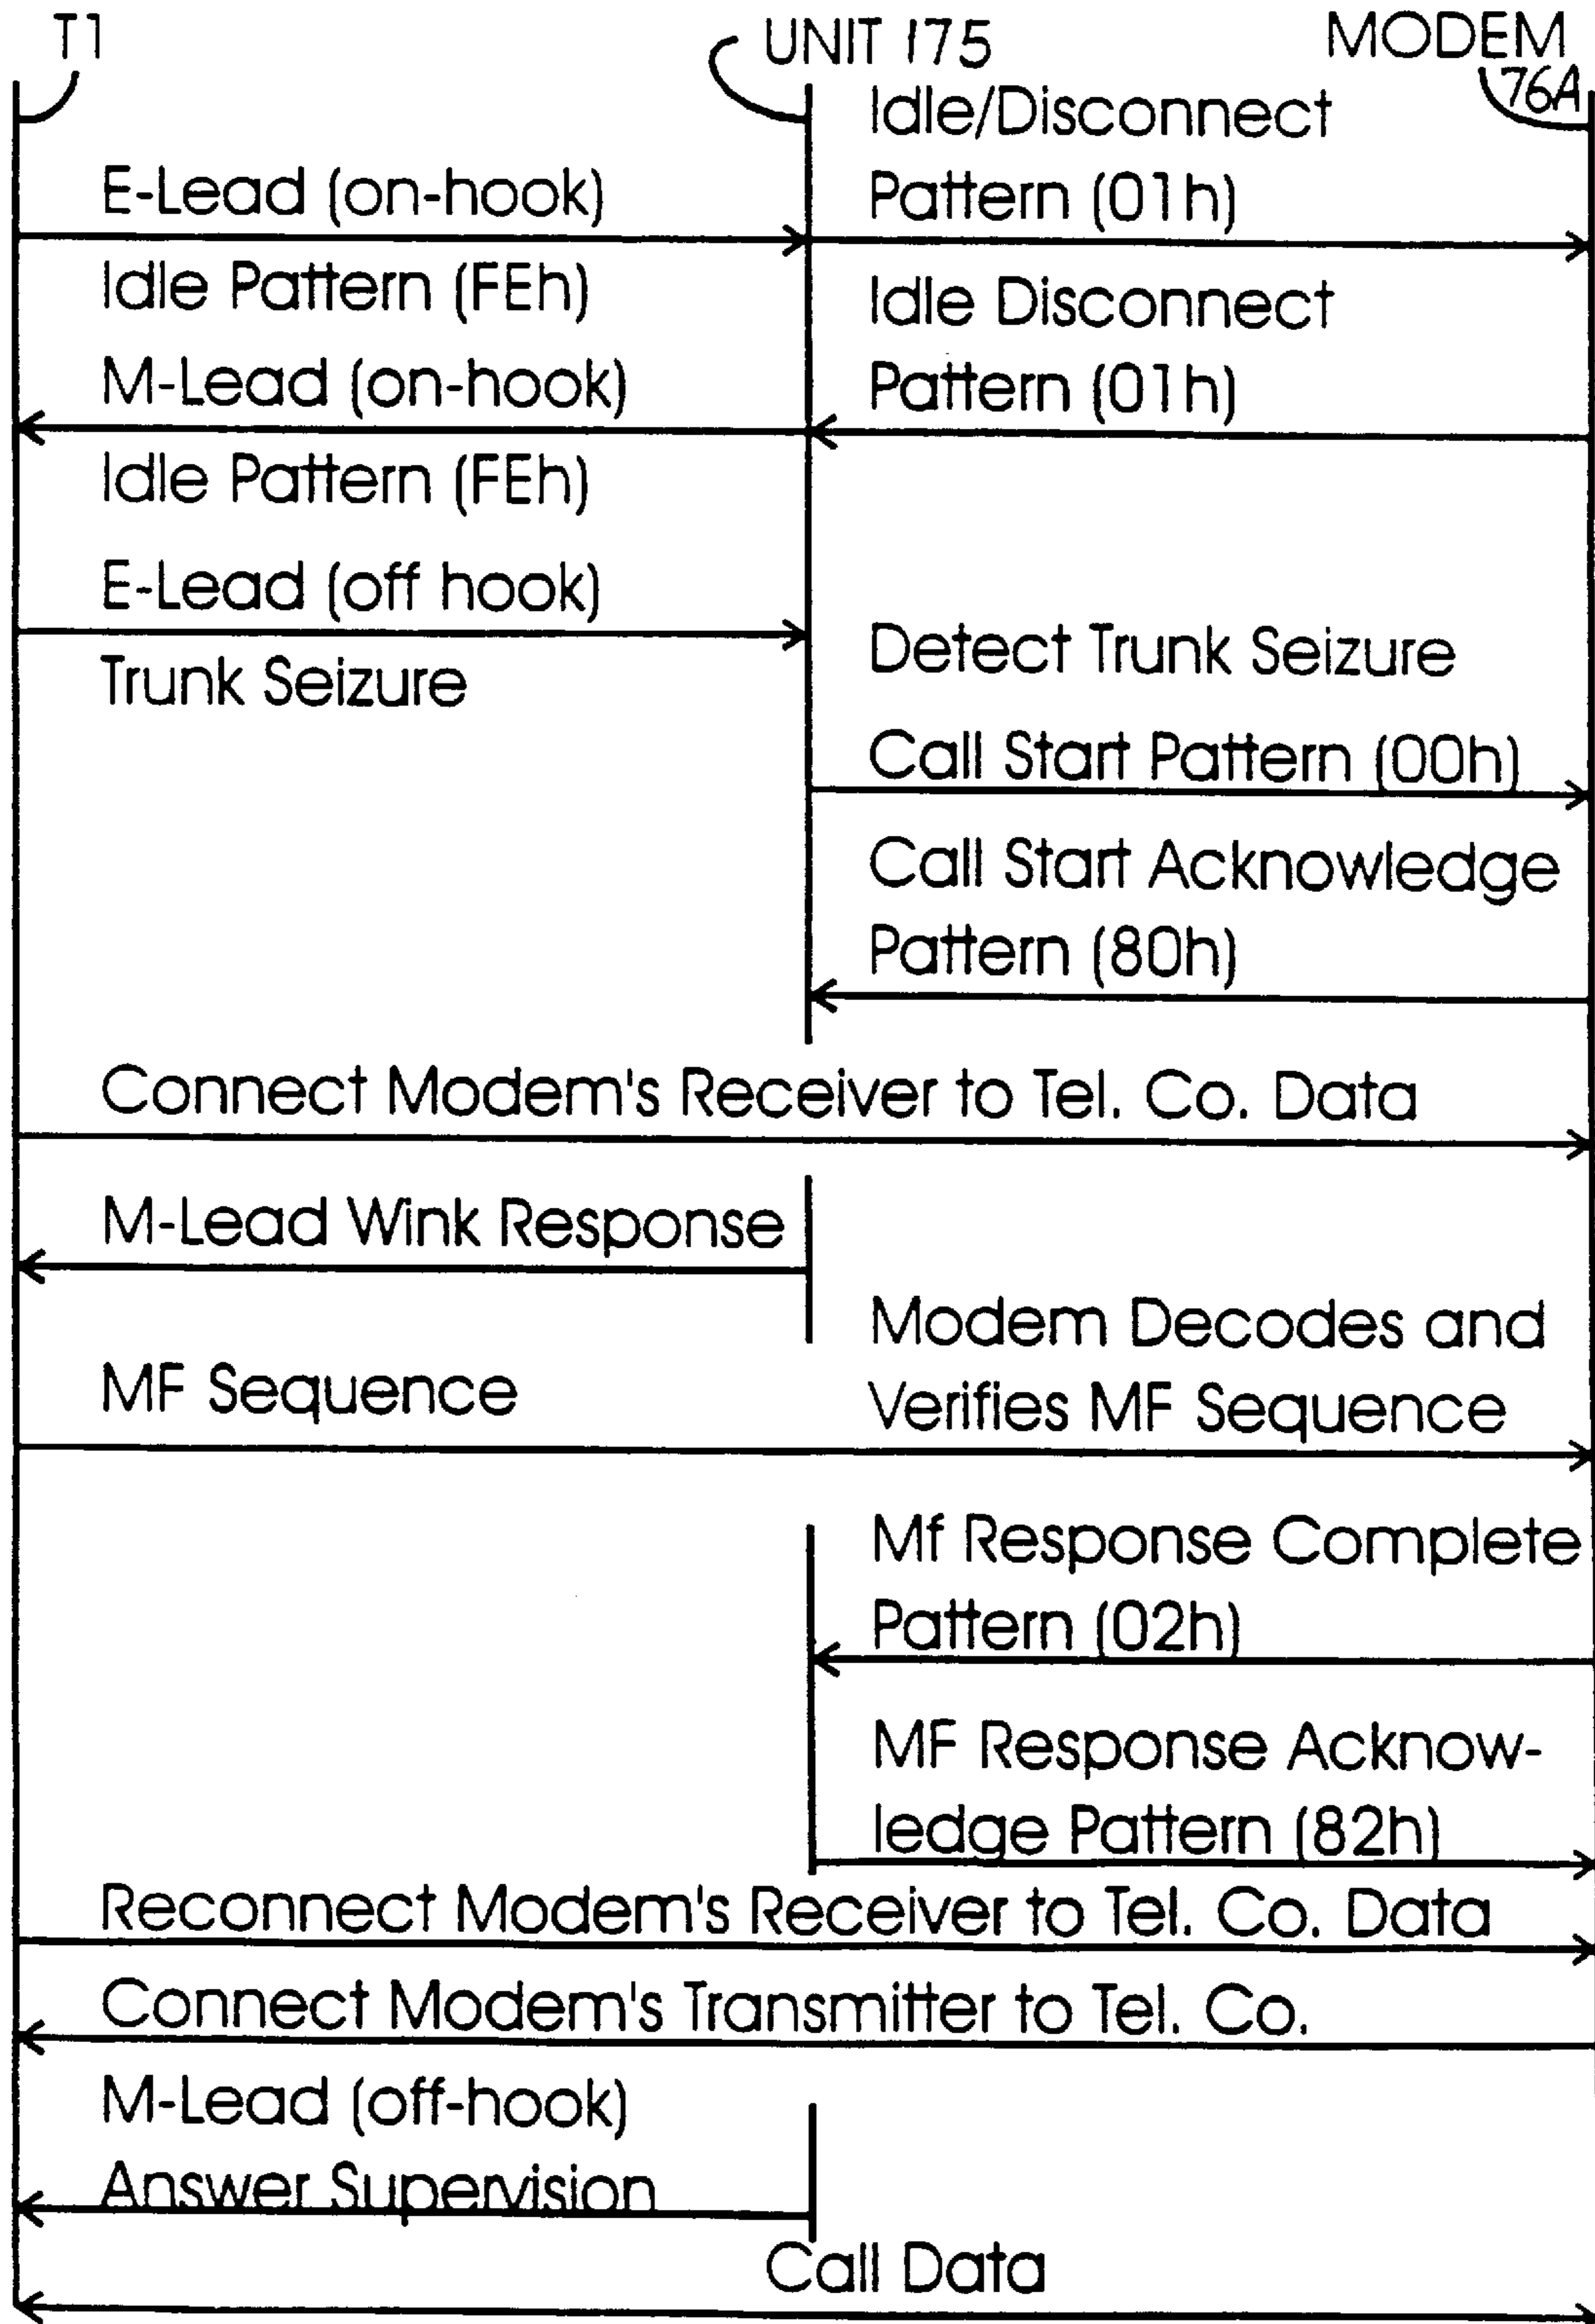 T1
UNIT 175
MODEM
76A
Idle/Disconnect
Pattern (01h)
E-Lead (on-hook)
Idle Pattern (FEh)
Idle Disconnect
Pattern (01h)
M-Lead (on-hook)
Idle Pattern (FEh)
E-Lead (off hook)
Trunk Seizure
Detect Trunk Seizure
Call Start Pattern (00h)
Call Start Acknowledge
Pattern (80h)
Connect Modem's Receiver to Tel. Co. Data
M-Lead Wink Response
MF Sequence
Modem Decodes and
Verifies MF Sequence
Mf Response Complete
Pattern (02h)
MF Response Acknow-
ledge Pattern (82h)
Reconnect Modem's Receiver to Tel. Co. Data
Connect Modem's Transmitter to Tel. Co.
M-Lead (off-hook)
Answer Supervision
Call Data